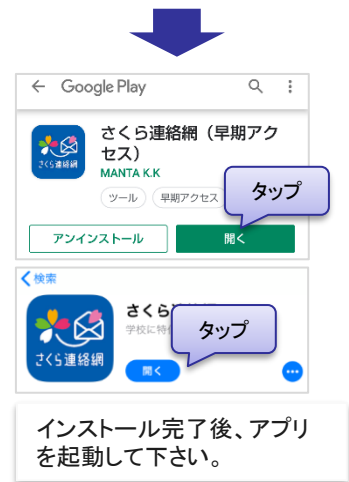 ← Google Play
さくら連絡網（早期アク
セス）
MANTA K.K
さくら連絡網
ツール 早期アクセス
タップ
アンインストール 開く
検索
さくら
学校に特
タップ
さくら連絡網
開く
インストール完了後、アプリ
を起動して下さい。